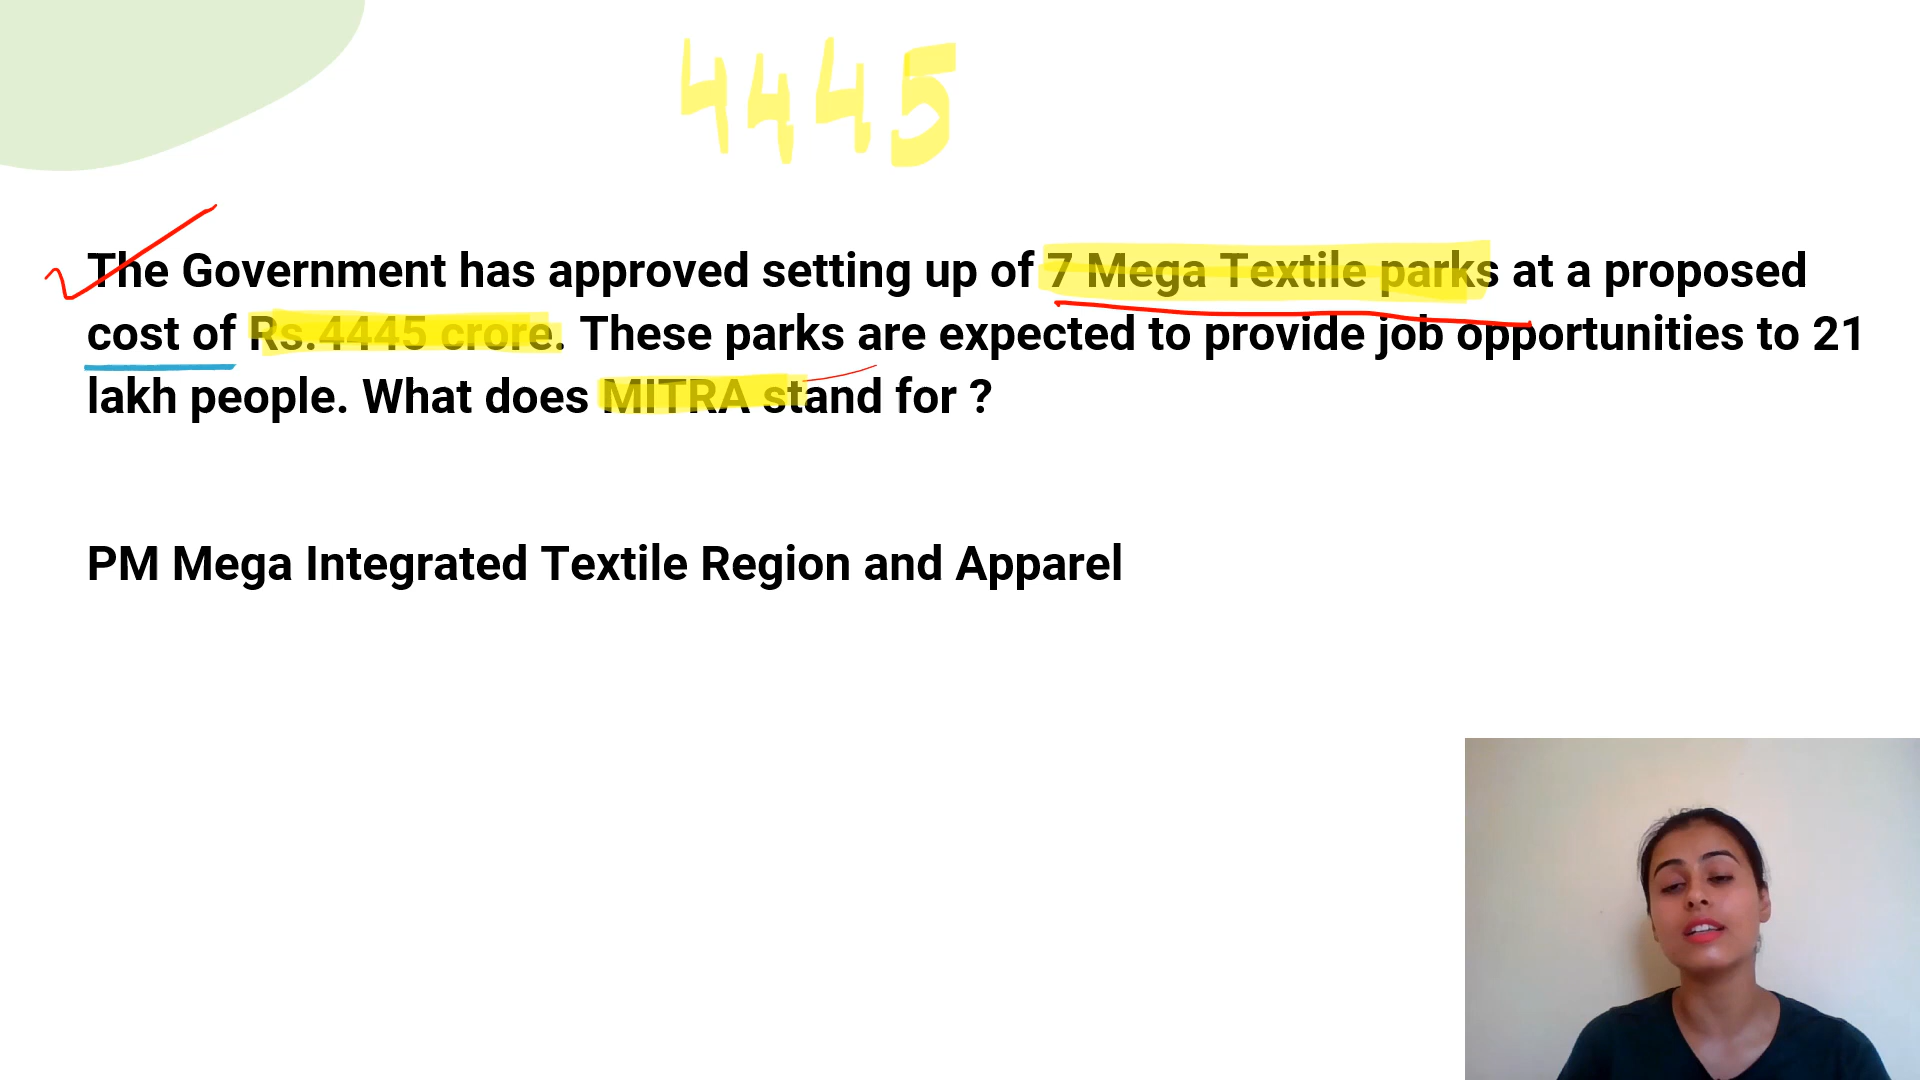 4445
The Government has approved setting up of 7 Mega Textile parks at a proposed
cost of Rs.4445 crore. These parks are expected to provide job opportunities to 21
lakh people. What does MITRA stand for ?
PM Mega Integrated Textile Region and Apparel